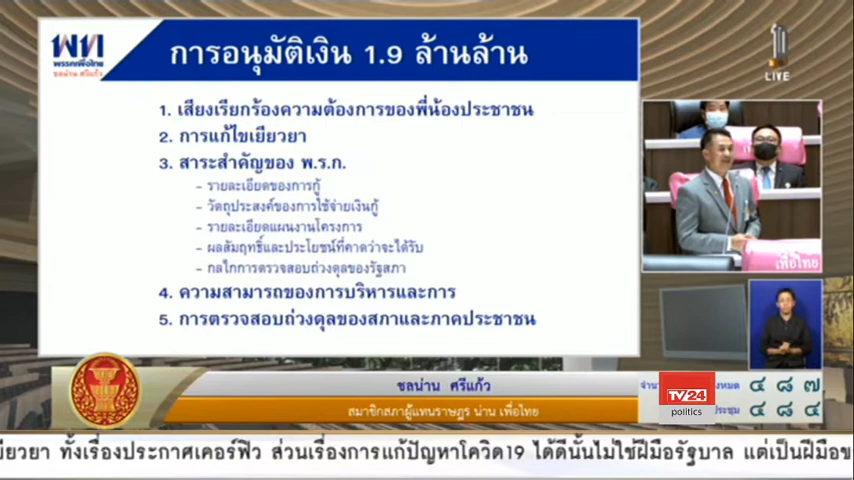 พท
พรรคเพื่อไทย
ชลน่าน ศรีแก้ว
การอนุมัติเงิน 1.9 ล้านล้าน
LIVE
1. เสียงเรียกร้องความต้องการของพี่น้องประชาชน
2. การแก้ไขเยียวยา
3. สาระสำคัญของ พ.ร.ก.
- รายละเอียดของการกู้
- วัตถุประสงค์ของการใช้จ่ายเงินกู้
- รายละเอียดแผนงานโครงการ
- ผลสัมฤทธิ์และประโยชน์ที่คาดว่าจะได้รับ
- กลไกการตรวจสอบถ่วงดุลของรัฐสภา
4. ความสามารถของการบริหารและการ
5. การตรวจสอบถ่วงดุลของสภาและภาคประชาชน
เพื่อไทย
ชลน่าน ศรีแก้ว
สมาชิกสภาผู้แทนราษฎร น่าน เพื่อไทย
ทั้งหมด ๔๘๗
ประชุม ๔๘๔
TV24
politics
เยียวยา ทั้งเรื่องประกาศเคอร์ฟิว ส่วนเรื่องการแก้ปัญหาโควิด19 ได้ดีนั้นไม่ใช่ฝีมือรัฐบาล แต่เป็นฝีมือข